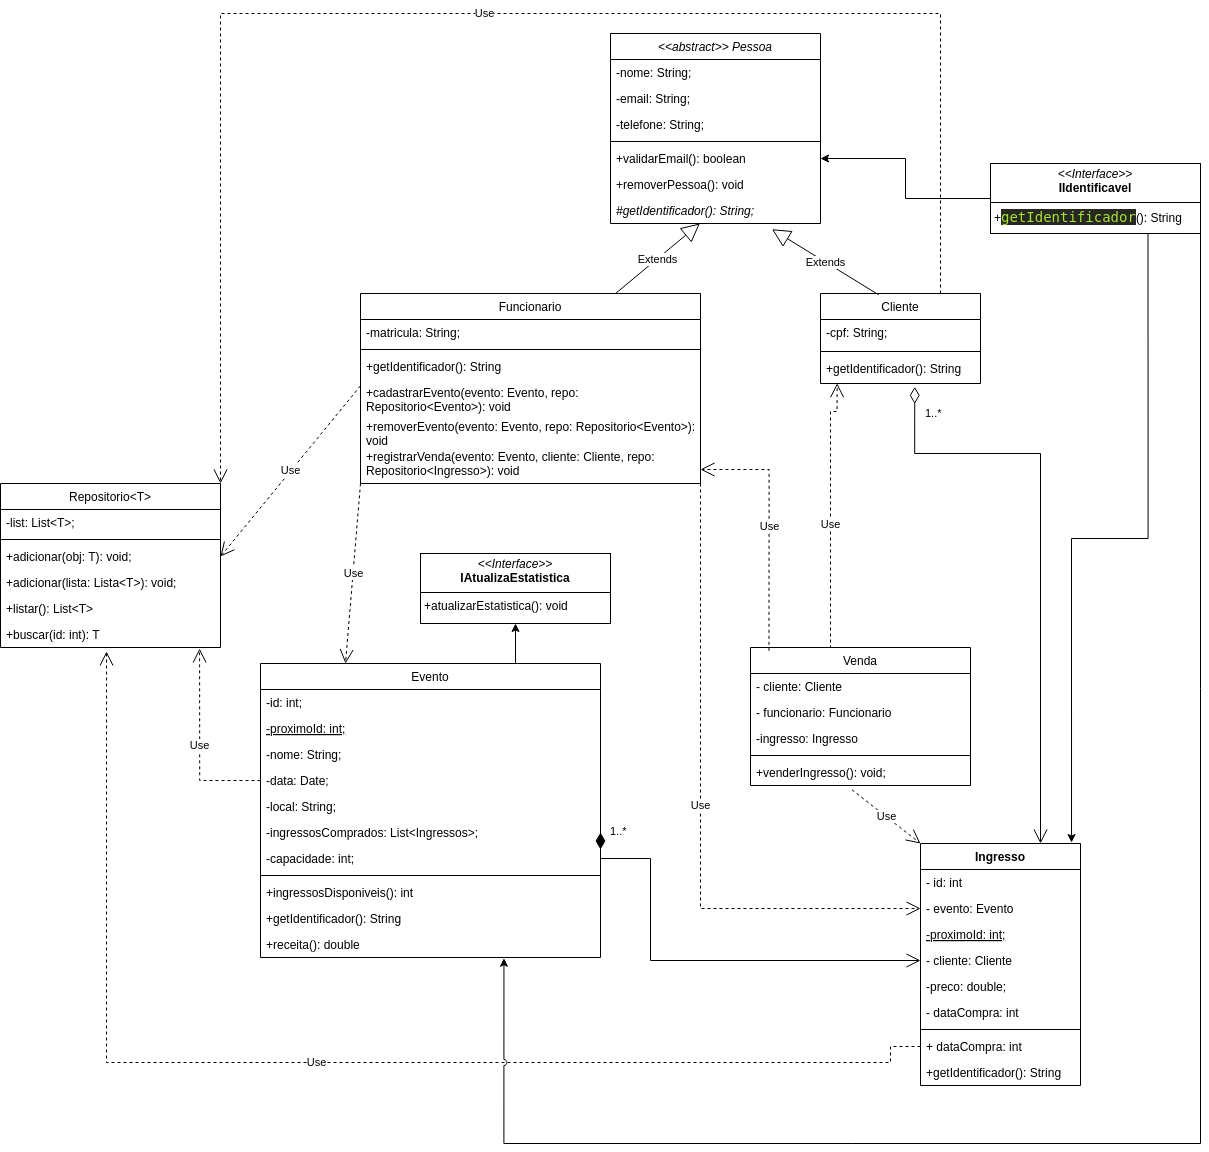 Use
<<abstract>> Pessoa
-nome: String;
-email: String;
-telefone: String;
+validarEmail(): boolean
+removerPessoa(): void
#getIdentificador(): String;
<<Interface>>
IIdentificavel
+getIdentificador(): String
Extends
Extends
Funcionario
-matricula: String;
+getIdentificador(): String
+cadastrarEvento(evento: Evento, repo:
Repositorio<Evento>): void
+removerEvento(evento: Evento, repo: Repositorio<Evento>):
void
+registrarVenda(evento: Evento, cliente: Cliente, repo:
Repositorio<Ingresso>): void
Cliente
-cpf: String;
+getIdentificador(): String
1..*
Use
Repositorio<T>
-list: List<T>;
+adicionar(obj: T): void;
+adicionar(lista: Lista<T>): void;
+listar(): List<T>
+buscar(id: int): T
Use
Use
Use
<<Interface>>
IAtualizaEstatistica
+atualizarEstatistica(): void
Evento
-id: int;
-proximoId: int;
-nome: String;
-data: Date;
-local: String;
-ingressosComprados: List<Ingressos>;
-capacidade: int;
+ingressosDisponiveis(): int
+getIdentificador(): String
+receita(): double
Use
1..*
Venda
- cliente: Cliente
- funcionario: Funcionario
-ingresso: Ingresso
+venderIngresso(): void;
Use
Use
Ingresso
- id: int
- evento: Evento
-proximoId: int;
- cliente: Cliente
-preco: double;
- dataCompra: int
+ dataCompra: int
+getIdentificador(): String
Use